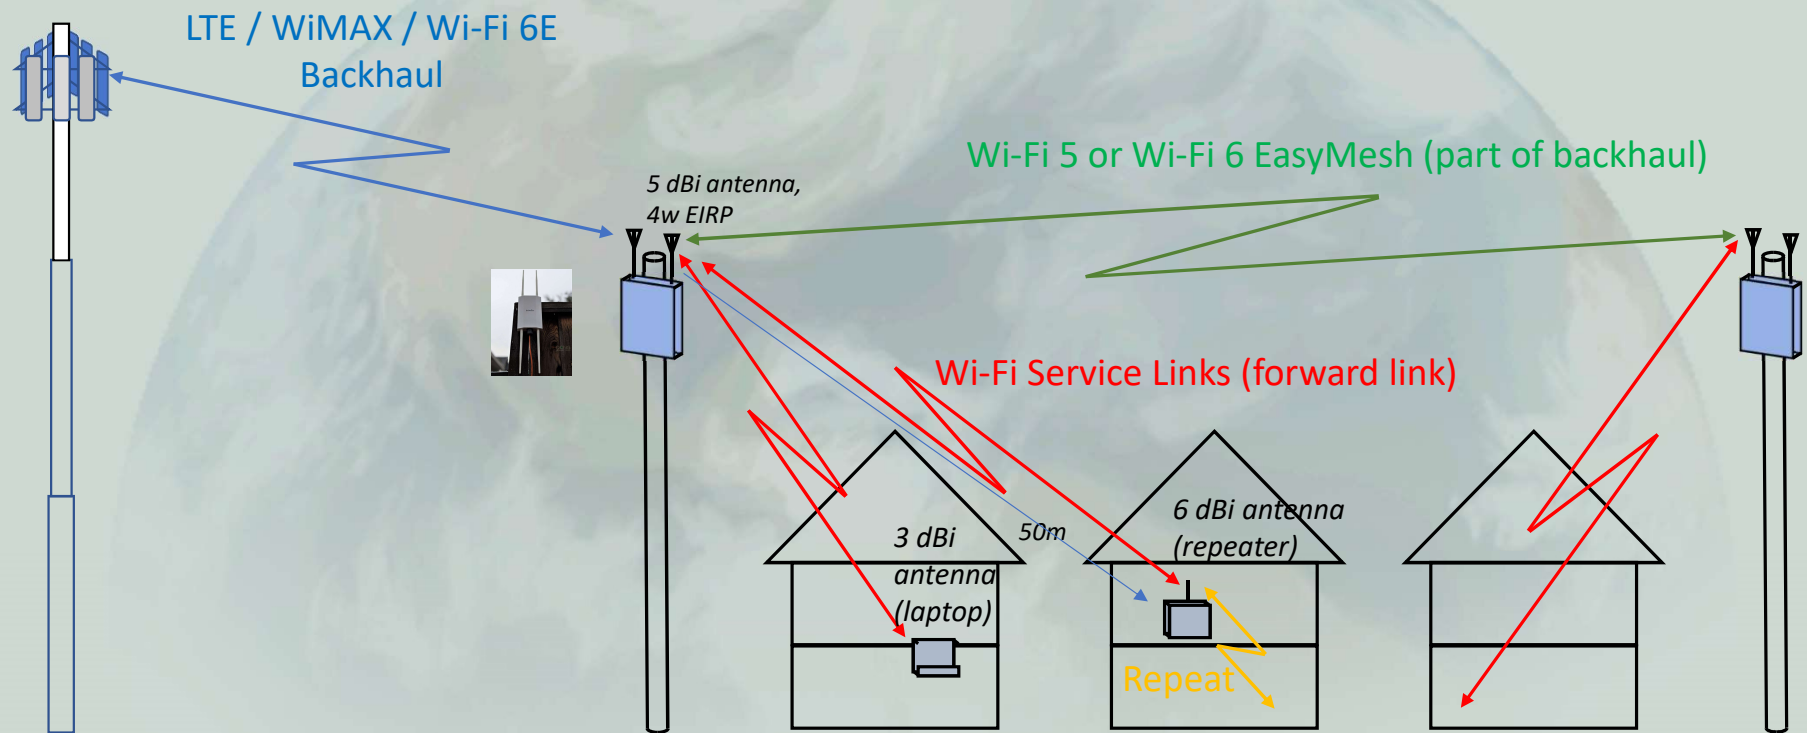 LTE / WiMAX / Wi-Fi 6E
Backhaul
Wi-Fi 5 or Wi-Fi 6 EasyMesh (part of backhaul)
5 dBi antenna,
4w EIRP
Wi-Fi Service Links (forward link)
3 dBi
antenna
(laptop)
50m
6 dBi antenna
(repeater)
Repeat